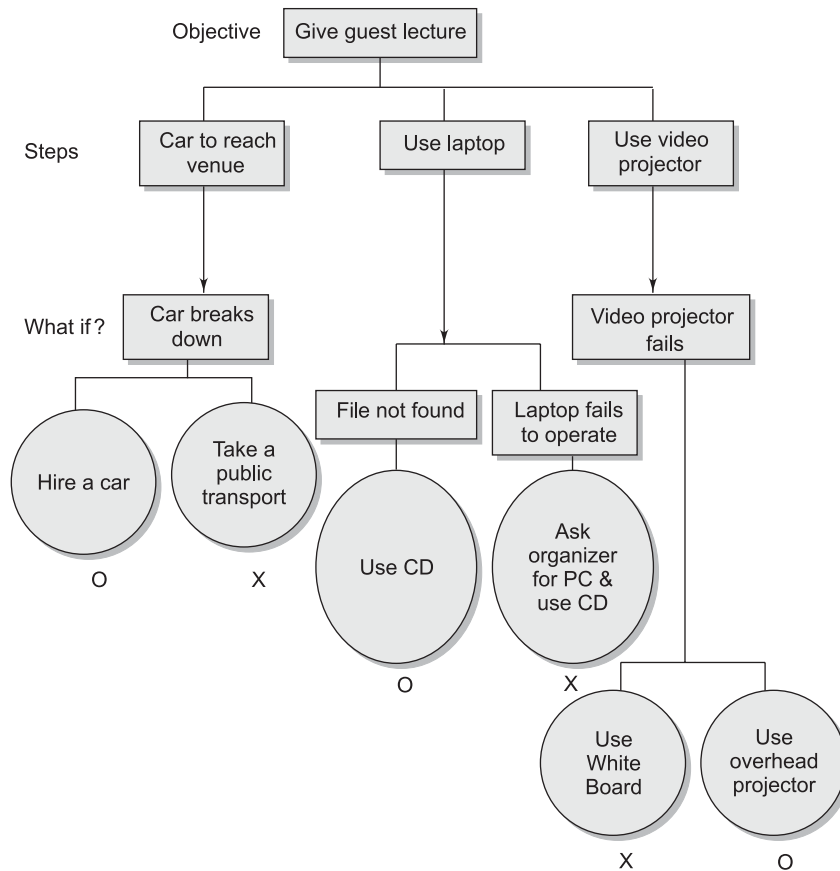 Objective
Give guest lecture
Steps
Car to reach
venue
Use laptop
Use video
projector
What if?
Car breaks
down
Video projector
fails
File not found
Laptop fails
to operate
Hire a car
Take a
public
transport
Use CD
Ask
organizer
for PC &
use CD
O
X
O
X
Use
White
Board
Use
overhead
projector
X
O